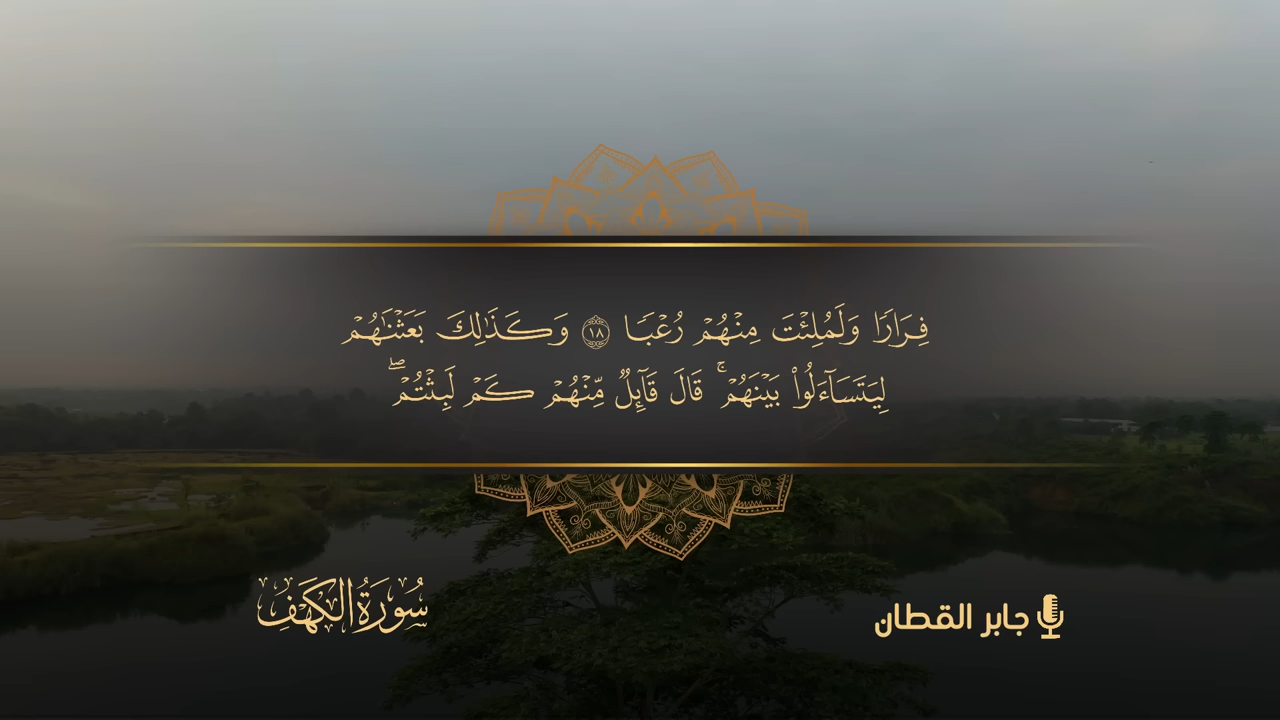 فِرَارًا وَلَمُلِئْتَ مِنْهُمْ رُعْبًا ١٨ وَكَذَٰلِكَ بَعَثْنَـٰهُمْ
لِيَتَسَآءَلُوا۟ بَيْنَهُمْ ۚ قَالَ قَآئِلٌ مِّنْهُمْ كَمْ لَبِثْتُمْ ۖ
سُورَةُ الكَهْفِ
جابر القطان